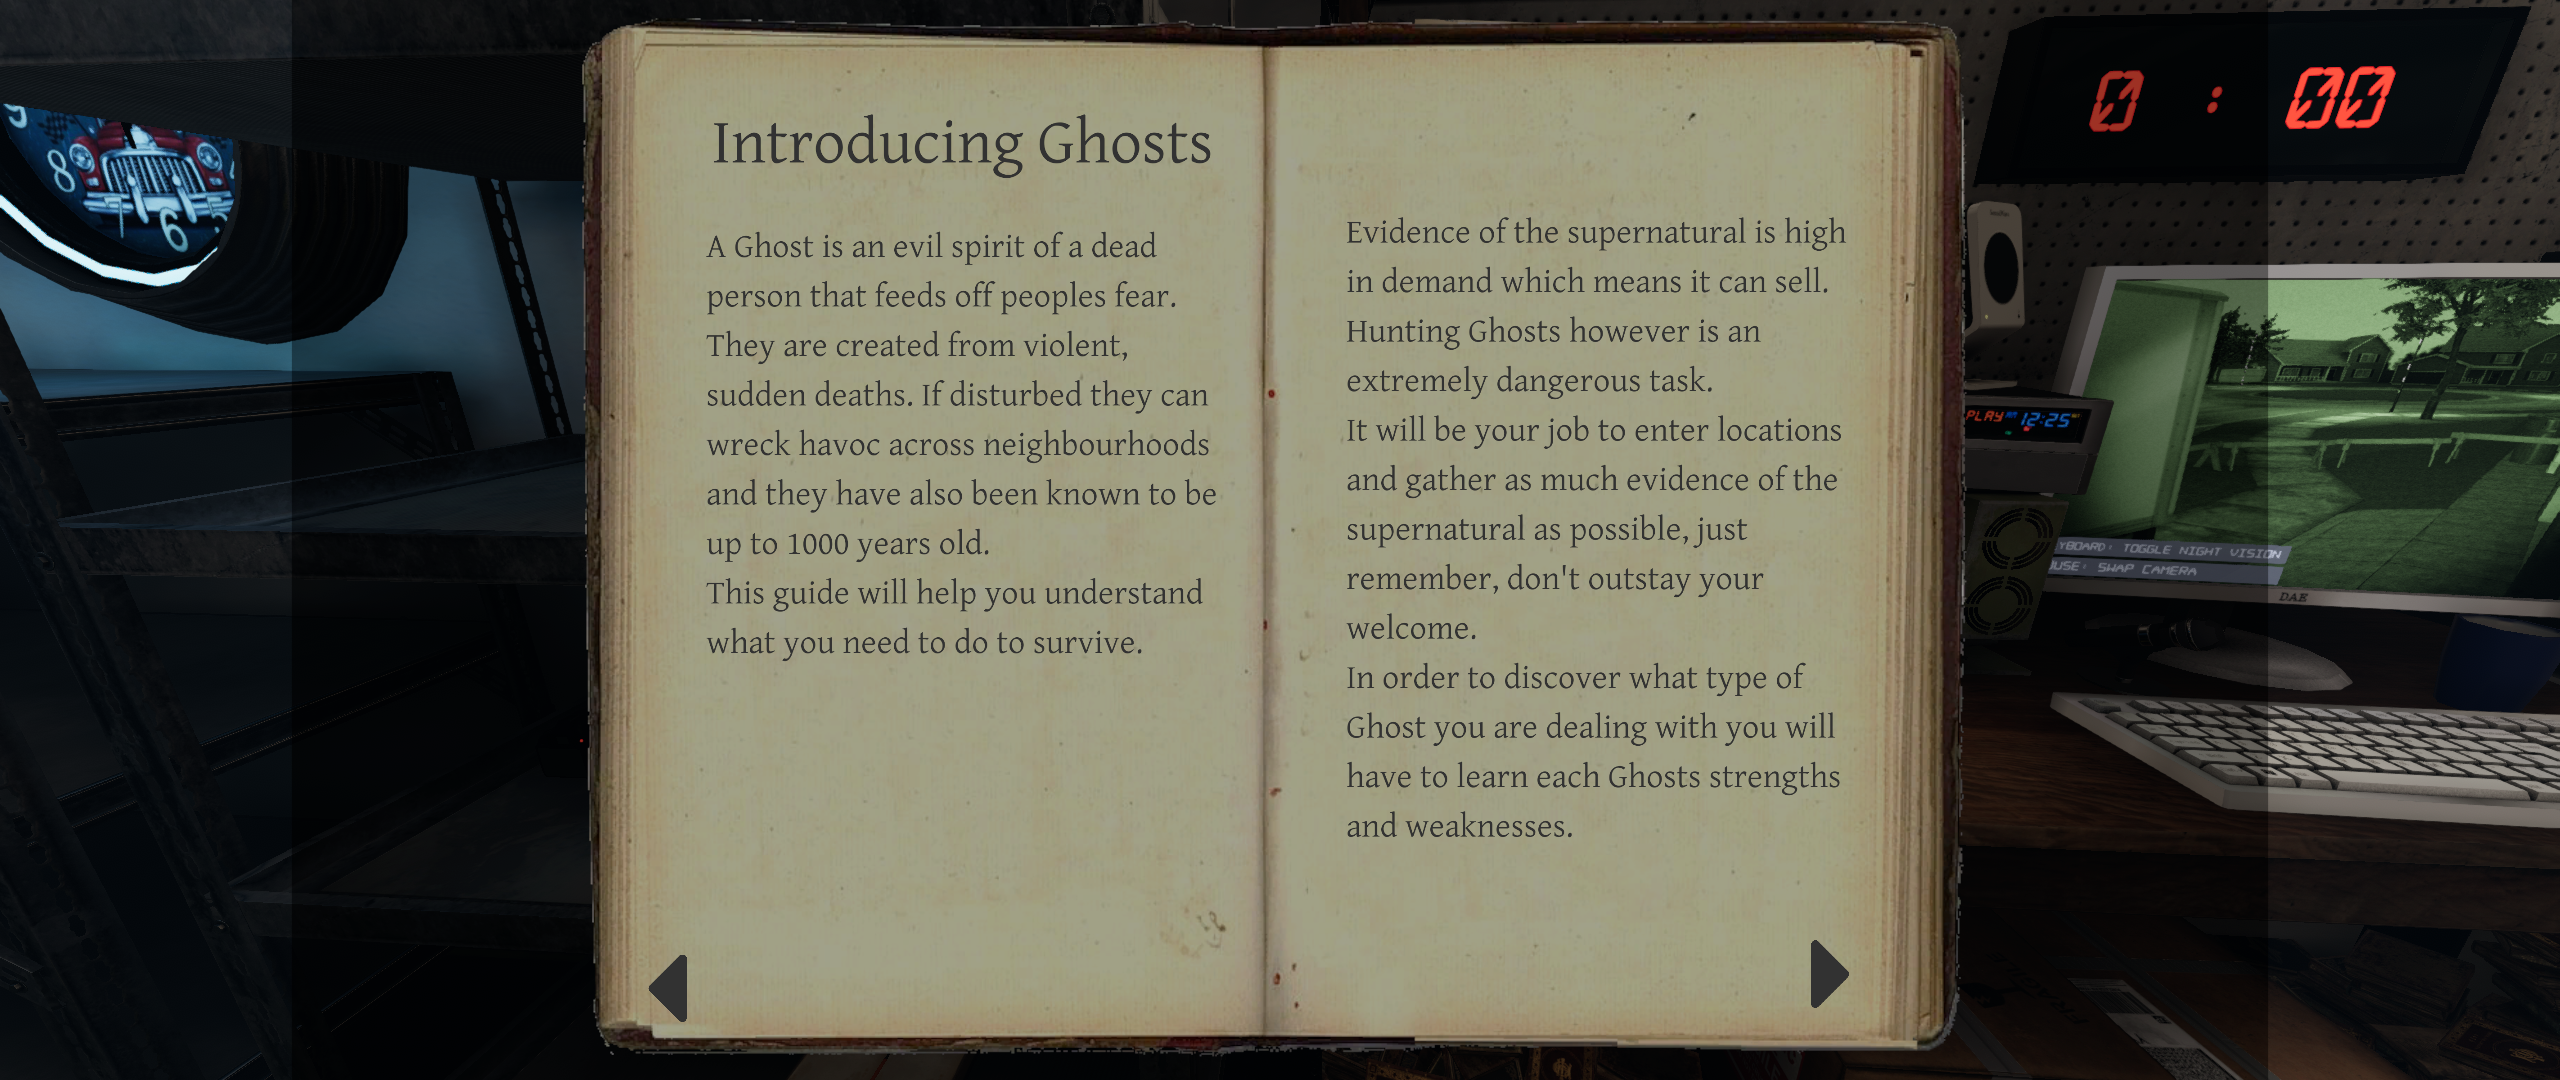 Introducing Ghosts
A Ghost is an evil spirit of a dead
person that feeds off peoples fear.
They are created from violent,
sudden deaths. If disturbed they can
wreck havoc across neighbourhoods
and they have also been known to be
up to 1000 years old.
This guide will help you understand
what you need to do to survive.
Evidence of the supernatural is high
in demand which means it can sell.
Hunting Ghosts however is an
extremely dangerous task.
It will be your job to enter locations
and gather as much evidence of the
supernatural as possible, just
remember, don't outstay your
welcome.
In order to discover what type of
Ghost you are dealing with you will
have to learn each Ghosts strengths
and weaknesses.
0 : 00
PLAY 12:25
YBOARD: TOGGLE NIGHT VISION
USE: SWAP CAMERA
DAE
9
8
7
6
5